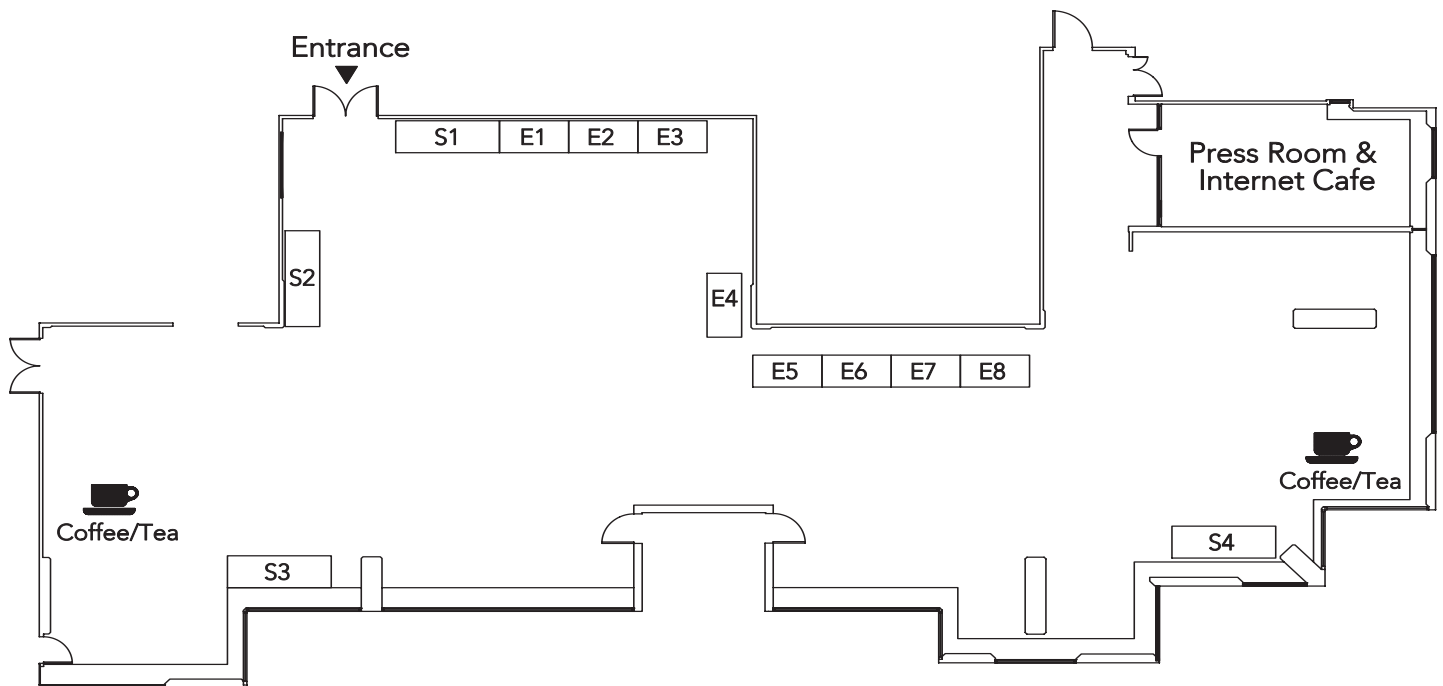 Entrance
S1
E1
E2
E3
Press Room &
Internet Cafe
S2
E4
E5
E6
E7
E8
Coffee/Tea
Coffee/Tea
S3
S4